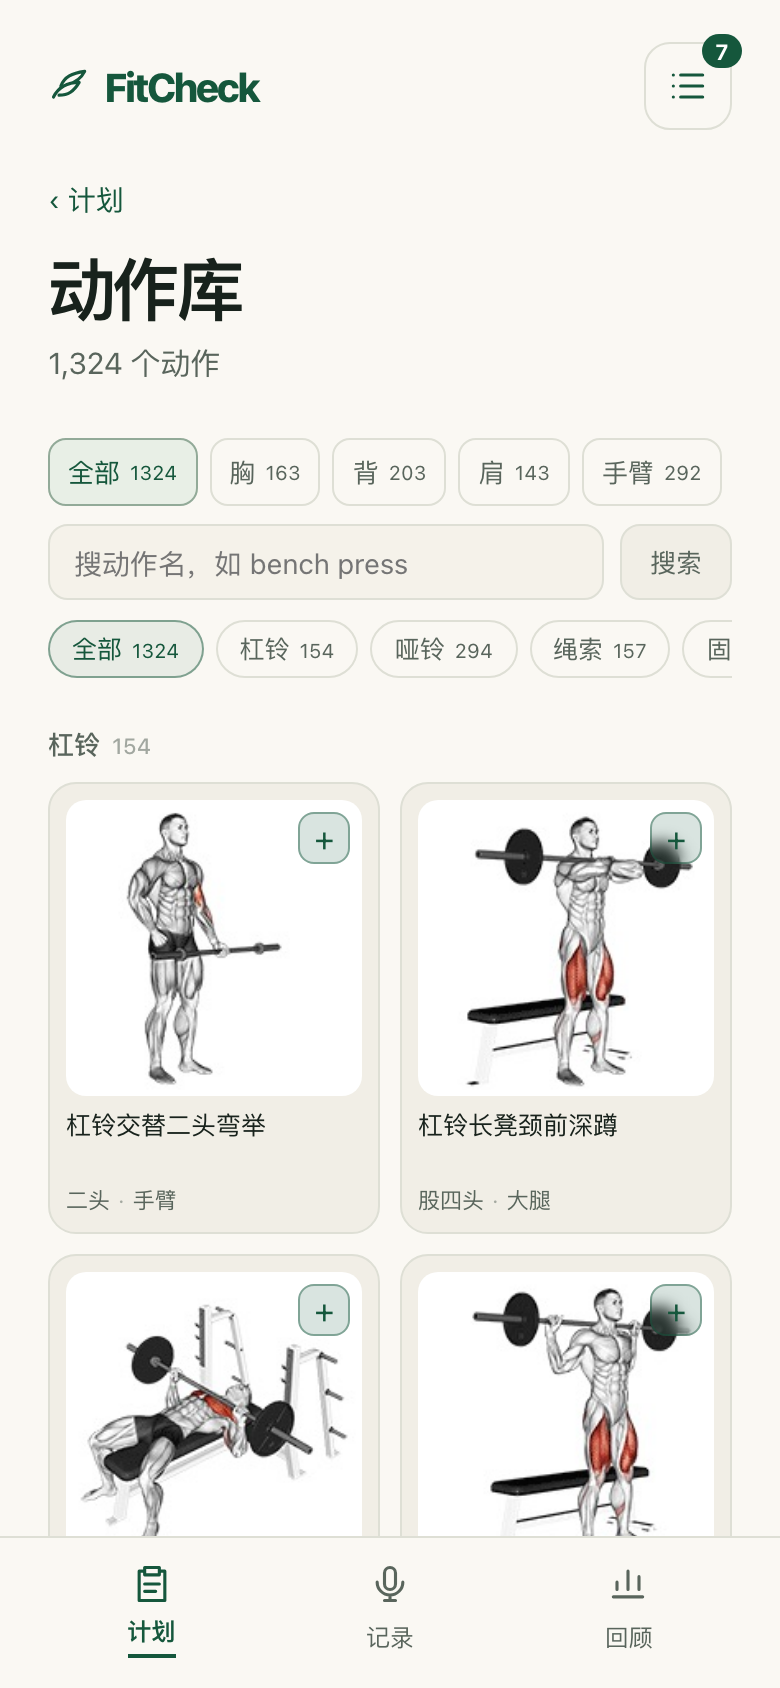 FitCheck
7
‹ 计划
动作库
1,324 个动作
全部 1324 胸 163 背 203 肩 143 手臂 292
搜动作名，如 bench press 搜索
全部 1324 杠铃 154 哑铃 294 绳索 157 固
杠铃 154
+ +
杠铃交替二头弯举 杠铃长凳颈前深蹲
二头 · 手臂 股四头 · 大腿
+ +
计划 记录 回顾